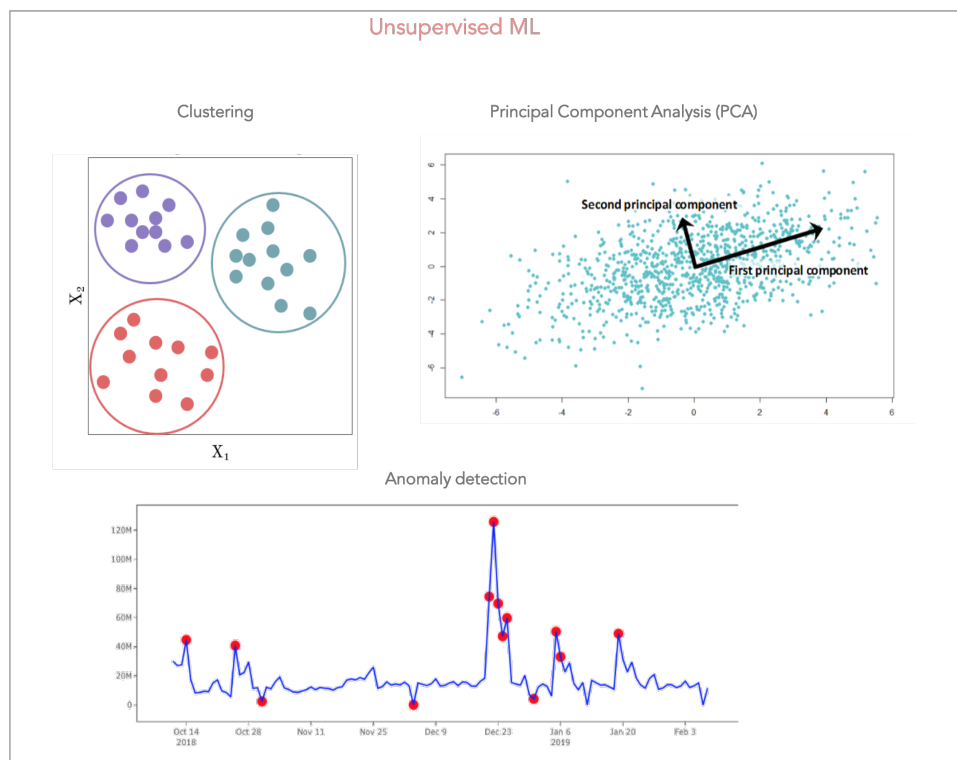 Unsupervised ML
Clustering
Principal Component Analysis (PCA)
X2
X1
6
4
2
0
-2
-4
-6
Second principal component
First principal component
-6 -4 -2 0 2 4 6
Anomaly detection
120M
100M
80M
60M
40M
20M
0
Oct 14 Oct 28 Nov 11 Nov 25 Dec 9 Dec 23 Jan 6 Jan 20 Feb 3
2018 2019